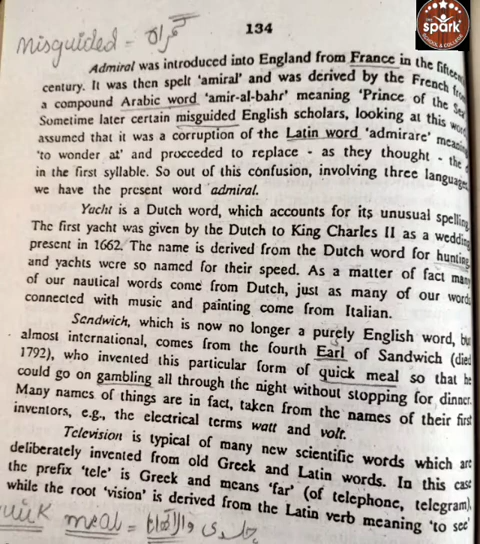 134
the spark
SCHOOL & COLLEGE
misguided = گمراہ
Admiral was introduced into England from France in the fifteenth
century. It was then spelt 'amiral' and was derived by the French from
a compound Arabic word 'amir-al-bahr' meaning 'Prince of the Sea'
Sometime later certain misguided English scholars, looking at this word
assumed that it was a corruption of the Latin word 'admirare' meaning
'to wonder at' and procceded to replace - as they thought - the
in the first syllable. So out of this confusion, involving three languages,
we have the present word admiral.
Yacht is a Dutch word, which accounts for its unusual spelling.
The first yacht was given by the Dutch to King Charles II as a wedding
present in 1662. The name is derived from the Dutch word for hunting
and yachts were so named for their speed. As a matter of fact many
of our nautical words come from Dutch, just as many of our words
connected with music and painting come from Italian.
Sandwich, which is now no longer a purely English word, but
almost international, comes from the fourth Earl of Sandwich (died
1792), who invented this particular form of quick meal so that he
could go on gambling all through the night without stopping for dinner.
Many names of things are in fact, taken from the names of their first
inventors, e.g., the electrical terms watt and volt.
Television is typical of many new scientific words which are
deliberately invented from old Greek and Latin words. In this case
the prefix 'tele' is Greek and means 'far' (of telephone, telegram),
while the root 'vision' is derived from the Latin verb meaning 'to see'
quick meal = جلدی والا کھانا